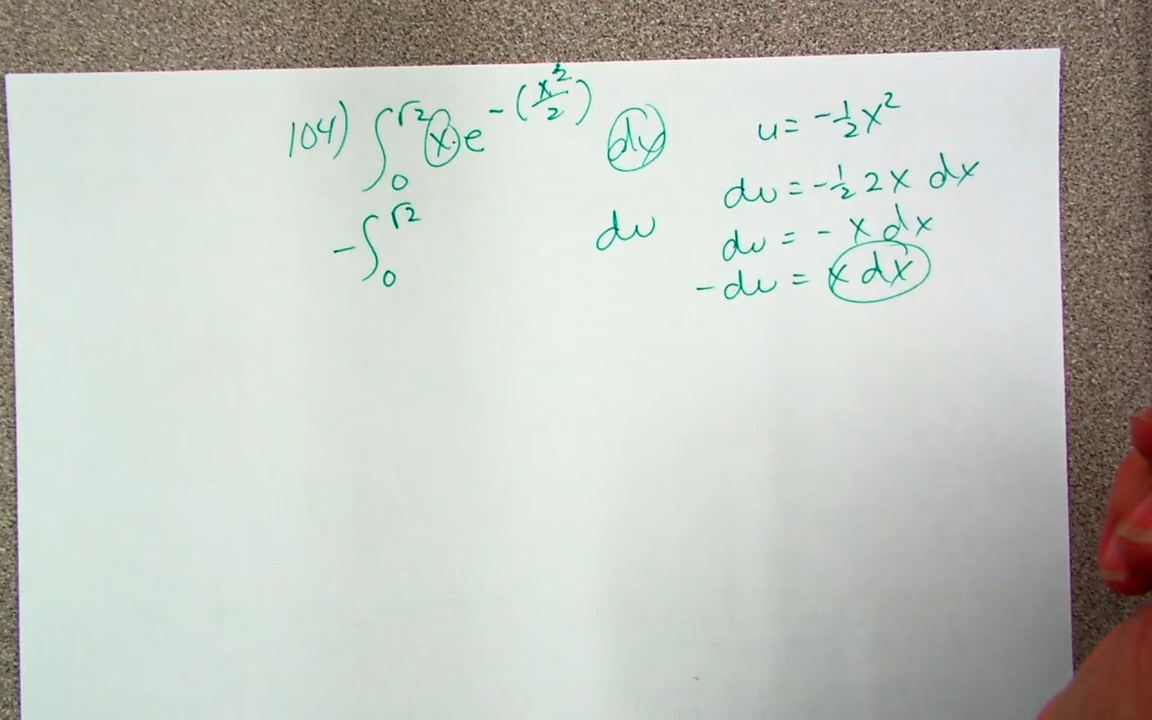 104) ∫₀^√2 x·e^-(x²/2) dx
u = -½x²
du = -½ 2x dx
-∫₀^√2 du
du = - x dx
-du = x dx